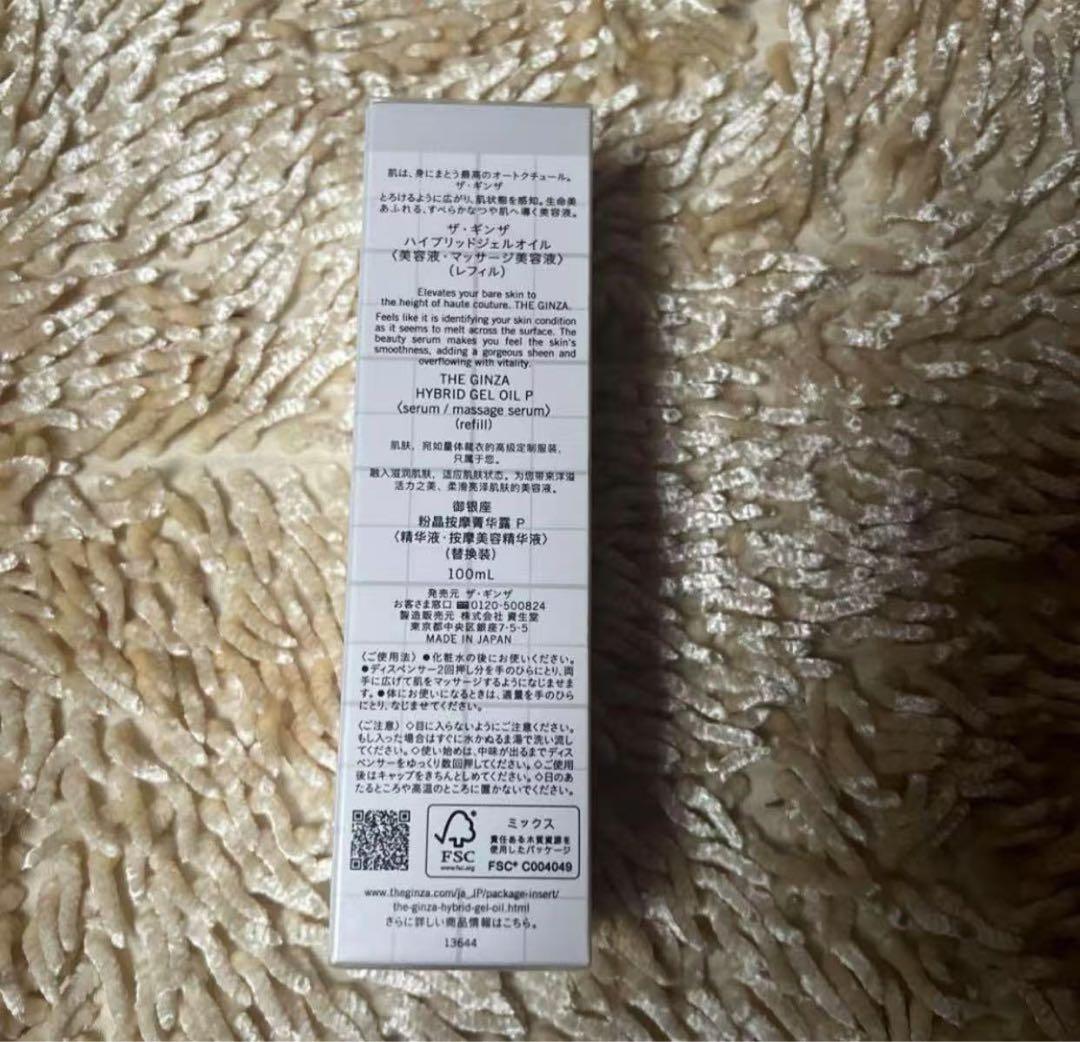 肌は、身にまとう最高のオートクチュール。
ザ・ギンザ
とろけるように広がり、肌状態を感知。生命美
あふれる、すべらかなつや肌へ導く美容液。
ザ・ギンザ
ハイブリッドジェルオイル
〈美容液・マッサージ美容液〉
(レフィル)
Elevates your bare skin to
the height of haute couture. THE GINZA.
Feels like it is identifying your skin condition
as it seems to melt across the surface. The
beauty serum makes you feel the skin's
smoothness, adding a gorgeous sheen and
overflowing with vitality.
THE GINZA
HYBRID GEL OIL P
〈serum / massage serum〉
(refill)
肌肤，宛如量体裁衣的高级定制服装，
只属于您。
融入滋润肌肤，适应肌肤状态。为您带来洋溢
活力之美、柔滑亮泽肌肤的美容液。
御银座
粉晶按摩菁华露 P
〈精华液·按摩美容精华液〉
(替换装)
100mL
発売元 ザ・ギンザ
お客さま窓口 0120-500824
製造販売元 株式会社 資生堂
東京都中央区銀座7-5-5
MADE IN JAPAN
〈ご使用法〉●化粧水の後にお使いください。
●ディスペンサー2回押し分を手のひらにとり、両
手に広げて肌をマッサージするようになじませま
す。●体にお使いになるときは、適量を手のひら
にとり、なじませてください。
〈ご注意〉◇目に入らないようにご注意ください。
もし入った場合はすぐに水かぬるま湯で洗い流し
てください。◇使い始めは、中味が出るまでディス
ペンサーをゆっくり数回押してください。◇ご使用
後はキャップをきちんとしめてください。◇日のあ
たるところや高温のところに置かないでください。
FSC
www.fsc.org
ミックス
責任ある木質資源を
使用したパッケージ
FSC® C004049
www.theginza.com/ja_JP/package-insert/
the-ginza-hybrid-gel-oil.html
さらに詳しい商品情報はこちら。
13644